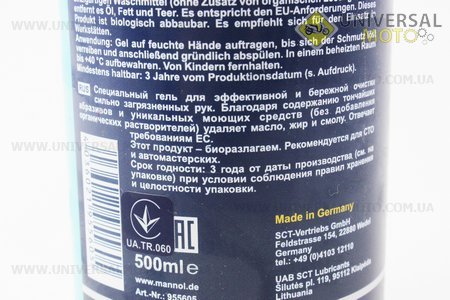 UNIVERSAL
MOTO
artiges Waschmittel (ohne Zusatz von organischen
befreit es Öl, Fett und Teer. Es entspricht den EU-Anforderungen. Dieses
Produkt ist biologisch abbaubar. Es empfiehlt sich für
Werkstätten.
Anwendung: Gel auf feuchte Hände auftragen, bis sich der Schmutz
und anschließend gründlich abspülen. In einem beheizten Raum
bis +40 °C aufbewahren. Von Kindern fernhalten.
Mindestens haltbar: 3 Jahre vom Produktionsdatum (s. Aufdruck).
RUS Специальный гель для эффективной и бережной очистки
сильно загрязненных рук. Благодаря содержанию тончайших
абразивов и уникальных моющих средств (без добавления
органических растворителей) удаляет масло, жир и смолу. Отвечает
требованиям ЕС.
Этот продукт – биоразлагаем. Рекомендуется для СТО
и автомастерских.
Срок годности: 3 года от даты производства (см. на
упаковке) при условии соблюдения правил хранения
и целостности упаковки.
UA.TR.060
EAC
500ml e
www.mannol.de
Art.-Nr.: 955605
Made in Germany
SCT-Vertriebs GmbH
Feldstrasse 154, 22880 Wedel
Germany, +49 (0)4103 12110
UAB SCT Lubricants
Šilutės pl. 119, 95112 Klaipėda
Lithuania